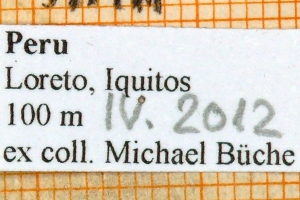 Peru
Loreto, Iquitos
100 m IV. 2012
ex coll. Michael Büche